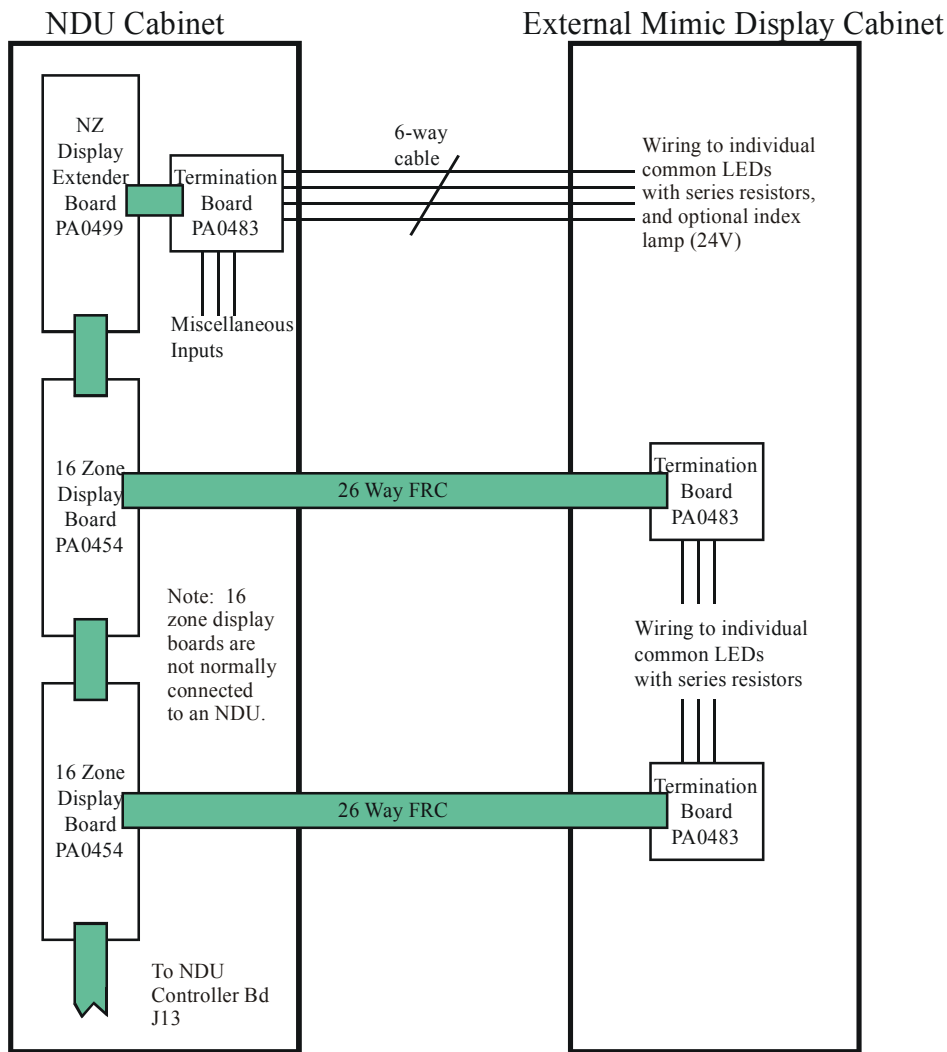 NDU Cabinet
External Mimic Display Cabinet
NZ
Display
Extender
Board
PA0499
Termination
Board
PA0483
6-way
cable
Wiring to individual
common LEDs
with series resistors,
and optional index
lamp (24V)
Miscellaneous
Inputs
16 Zone
Display
Board
PA0454
26 Way FRC
Termination
Board
PA0483
Note: 16
zone display
boards are
not normally
connected
to an NDU.
Wiring to individual
common LEDs
with series resistors
16 Zone
Display
Board
PA0454
26 Way FRC
Termination
Board
PA0483
To NDU
Controller Bd
J13